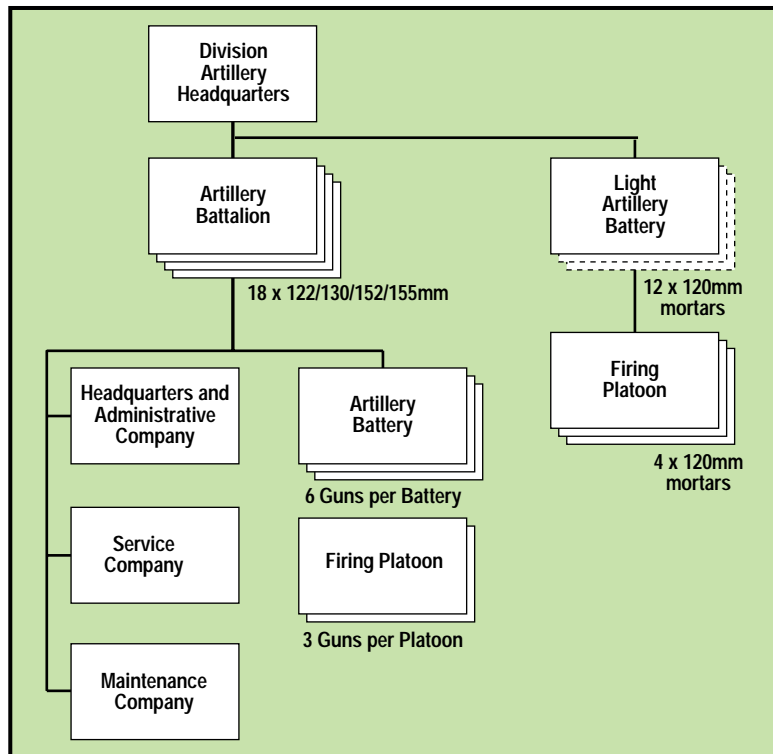 Division
Artillery
Headquarters
Artillery
Battalion
18 x 122/130/152/155mm
Light
Artillery
Battery
12 x 120mm
mortars
Firing
Platoon
4 x 120mm
mortars
Headquarters and
Administrative
Company
Artillery
Battery
6 Guns per Battery
Service
Company
Firing Platoon
3 Guns per Platoon
Maintenance
Company